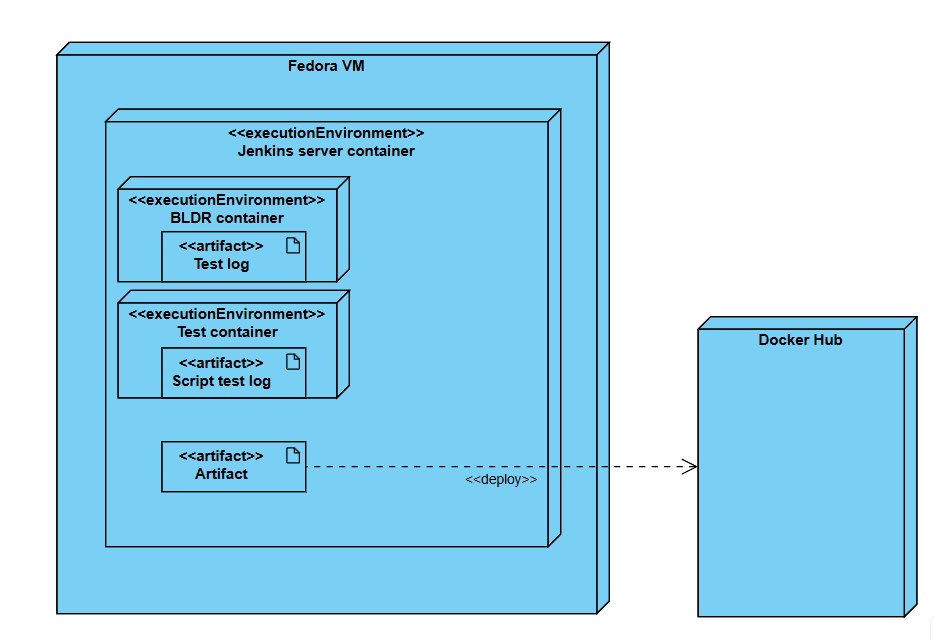 Fedora VM
<<executionEnvironment>>
Jenkins server container
<<executionEnvironment>>
BLDR container
<<artifact>>
Test log
<<executionEnvironment>>
Test container
<<artifact>>
Script test log
<<artifact>>
Artifact
<<deploy>>
Docker Hub